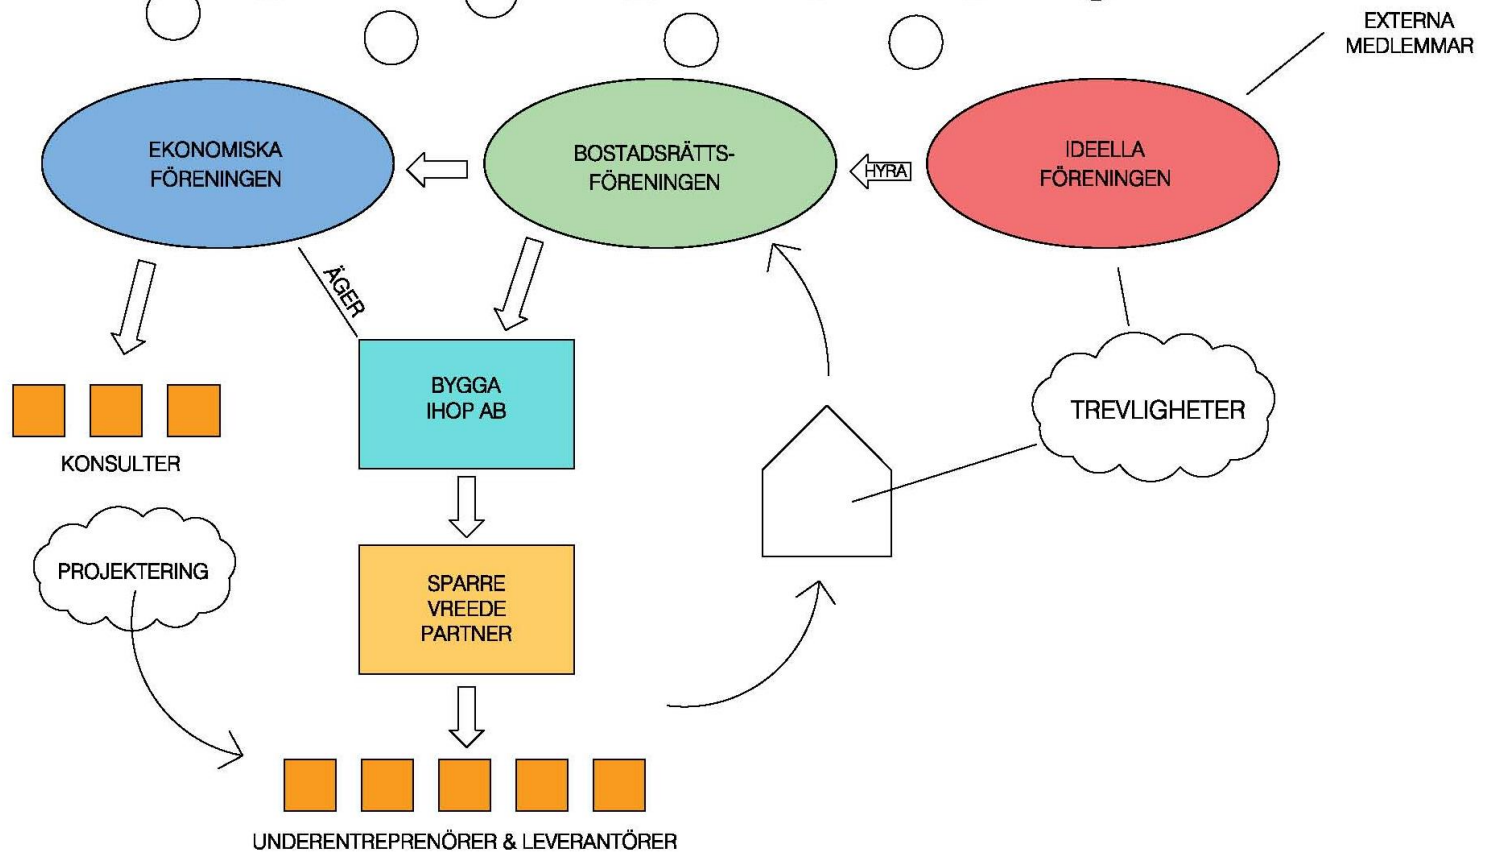 EXTERNA
MEDLEMMAR
EKONOMISKA
FÖRENINGEN
BOSTADSRÄTTS-
FÖRENINGEN
HYRA
IDEELLA
FÖRENINGEN
ÄGER
BYGGA
IHOP AB
TREVLIGHETER
KONSULTER
PROJEKTERING
SPARRE
VREEDE
PARTNER
UNDERENTREPRENÖRER & LEVERANTÖRER